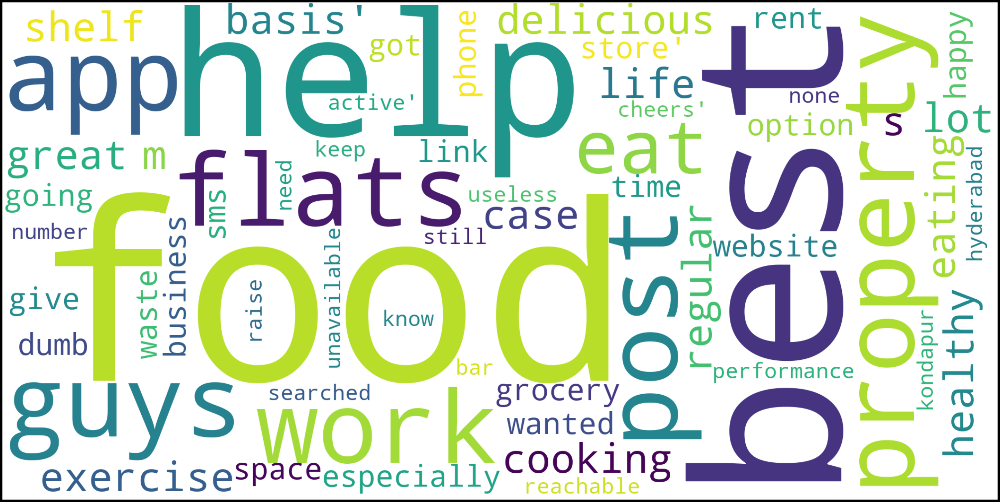 shelf
basis'
help
got
phone
delicious
store'
rent
happy
app
life
best
none
property
active'
cheers'
option
s
lot
great
m
keep
link
eat
eating
hyderabad
flats
need
going
sms
useless
time
case
number
food
still
post
regular
website
business
unavailable
waste
raise
know
give
dumb
bar
performance
kondapur
healthy
guys
searched
work
grocery
wanted
cooking
exercise
space
especially
reachable